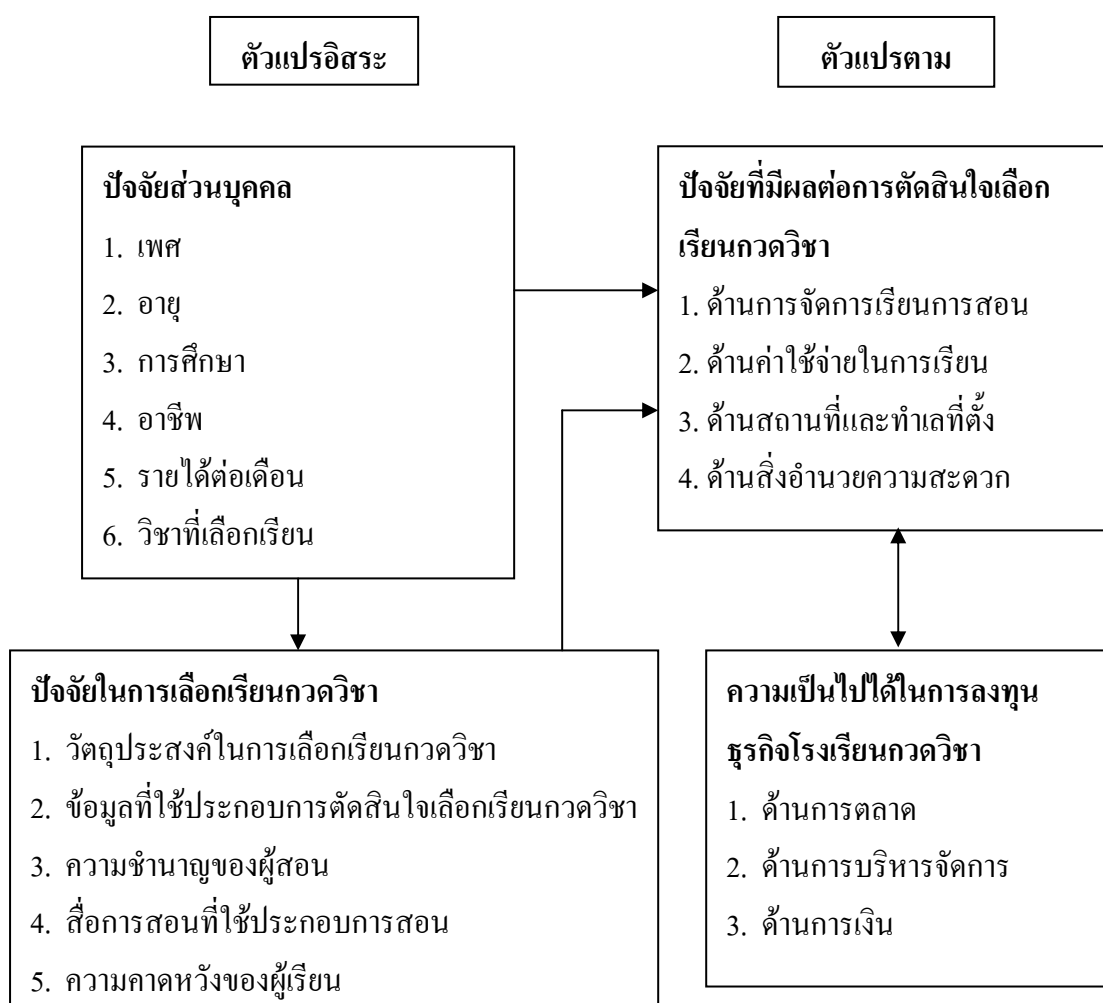 ตัวแปรอิสระ
ตัวแปรตาม
ปัจจัยส่วนบุคคล
1. เพศ
2. อายุ
3. การศึกษา
4. อาชีพ
5. รายได้ต่อเดือน
6. วิชาที่เลือกเรียน
ปัจจัยที่มีผลต่อการตัดสินใจเลือก
เรียนกวดวิชา
1. ด้านการจัดการเรียนการสอน
2. ด้านค่าใช้จ่ายในการเรียน
3. ด้านสถานที่และทำเลที่ตั้ง
4. ด้านสิ่งอำนวยความสะดวก
ปัจจัยในการเลือกเรียนกวดวิชา
1. วัตถุประสงค์ในการเลือกเรียนกวดวิชา
2. ข้อมูลที่ใช้ประกอบการตัดสินใจเลือกเรียนกวดวิชา
3. ความชำนาญของผู้สอน
4. สื่อการสอนที่ใช้ประกอบการสอน
5. ความคาดหวังของผู้เรียน
ความเป็นไปได้ในการลงทุน
ธุรกิจโรงเรียนกวดวิชา
1. ด้านการตลาด
2. ด้านการบริหารจัดการ
3. ด้านการเงิน